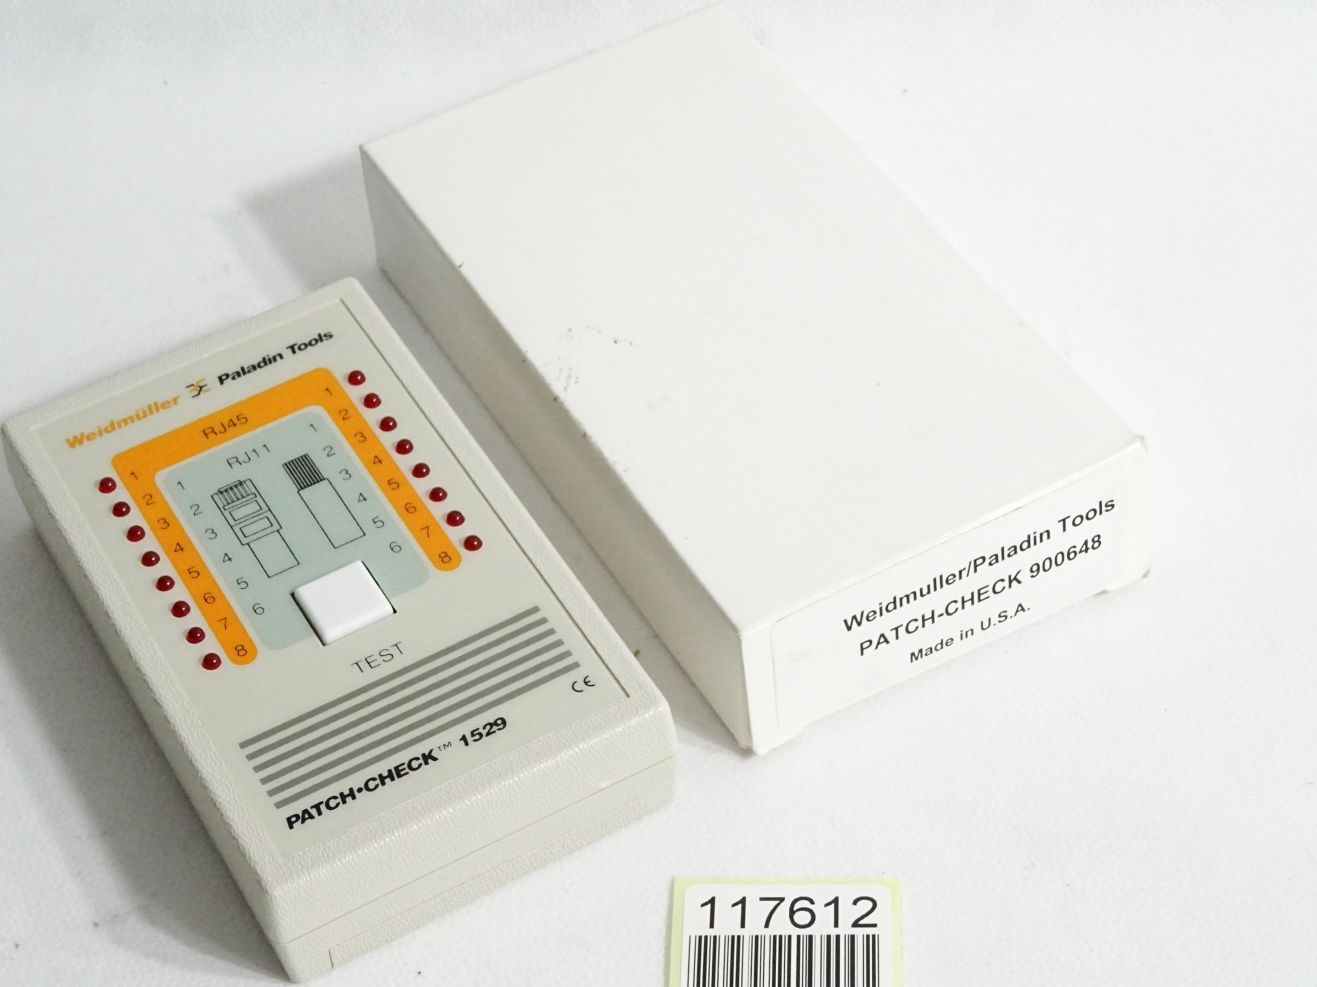 Weidmüller Paladin Tools
RJ45
RJ11
1 1 1 1
2 2 2 2
3 3 3 3
4 4 4 4
5 5 5 5
6 6 6 6
7 7
8 8
TEST
CE
PATCH•CHECK™ 1529
Weidmuller/Paladin Tools
PATCH-CHECK 900648
Made in U.S.A.
117612